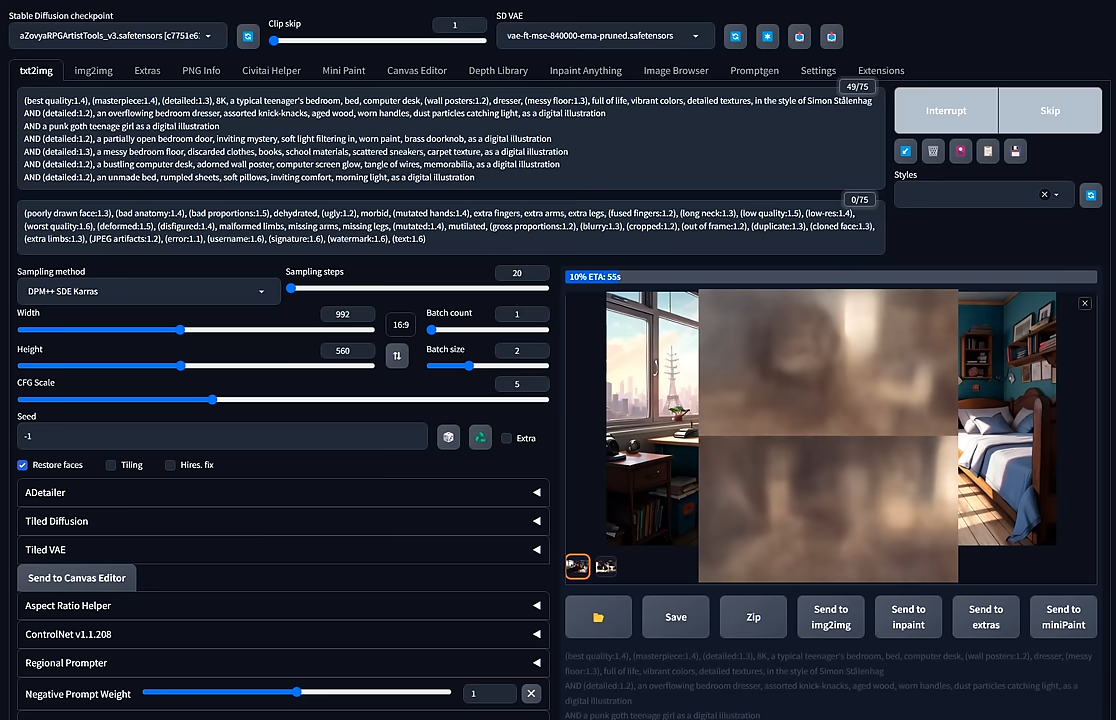 Stable Diffusion checkpoint
aZovyaRPGArtistTools_v3.safetensors [c7751e6:
Clip skip
1
SD VAE
vae-ft-mse-840000-ema-pruned.safetensors
txt2img img2img Extras PNG Info Civitai Helper Mini Paint Canvas Editor Depth Library Inpaint Anything Image Browser Promptgen Settings Extensions
49/75
(best quality:1.4), (masterpiece:1.4), (detailed:1.3), 8K, a typical teenager's bedroom, bed, computer desk, (wall posters:1.2), dresser, (messy floor:1.3), full of life, vibrant colors, detailed textures, in the style of Simon Stålenhag
AND (detailed:1.2), an overflowing bedroom dresser, assorted knick-knacks, aged wood, worn handles, dust particles catching light, as a digital illustration
AND a punk goth teenage girl as a digital illustration
AND (detailed:1.2), a partially open bedroom door, inviting mystery, soft light filtering in, worn paint, brass doorknob, as a digital illustration
AND (detailed:1.3), a messy bedroom floor, discarded clothes, books, school materials, scattered sneakers, carpet texture, as a digital illustration
AND (detailed:1.2), a bustling computer desk, adorned wall poster, computer screen glow, tangle of wires, memorabilia, as a digital illustration
AND (detailed:1.2), an unmade bed, rumpled sheets, soft pillows, inviting comfort, morning light, as a digital illustration
Interrupt
Skip
Styles
0/75
(poorly drawn face:1.3), (bad anatomy:1.4), (bad proportions:1.5), dehydrated, (ugly:1.2), morbid, (mutated hands:1.4), extra fingers, extra arms, extra legs, (fused fingers:1.2), (long neck:1.3), (low quality:1.5), (low-res:1.4),
(worst quality:1.6), (deformed:1.5), (disfigured:1.4), malformed limbs, missing arms, missing legs, (mutated:1.4), mutilated, (gross proportions:1.2), (blurry:1.3), (cropped:1.2), (out of frame:1.2), (duplicate:1.3), (cloned face:1.3),
(extra limbs:1.3), (JPEG artifacts:1.2), (error:1.1), (username:1.6), (signature:1.6), (watermark:1.6), (text:1.6)
Sampling method
DPM++ SDE Karras
Sampling steps
20
Width
992
Height
560
16:9
Batch count
1
Batch size
2
CFG Scale
5
Seed
-1
Extra
Restore faces
Tiling
Hires. fix
ADetailer
Tiled Diffusion
Tiled VAE
Send to Canvas Editor
Aspect Ratio Helper
ControlNet v1.1.208
Regional Prompter
Negative Prompt Weight
1
10% ETA: 55s
Save
Zip
Send to img2img
Send to inpaint
Send to extras
Send to miniPaint
(best quality:1.4), (masterpiece:1.4), (detailed:1.3), 8K, a typical teenager's bedroom, bed, computer desk, (wall posters:1.2), dresser, (messy
floor:1.3), full of life, vibrant colors, detailed textures, in the style of Simon Stålenhag
AND (detailed:1.2), an overflowing bedroom dresser, assorted knick-knacks, aged wood, worn handles, dust particles catching light, as a
digital illustration
AND a punk goth teenage girl as a digital illustration